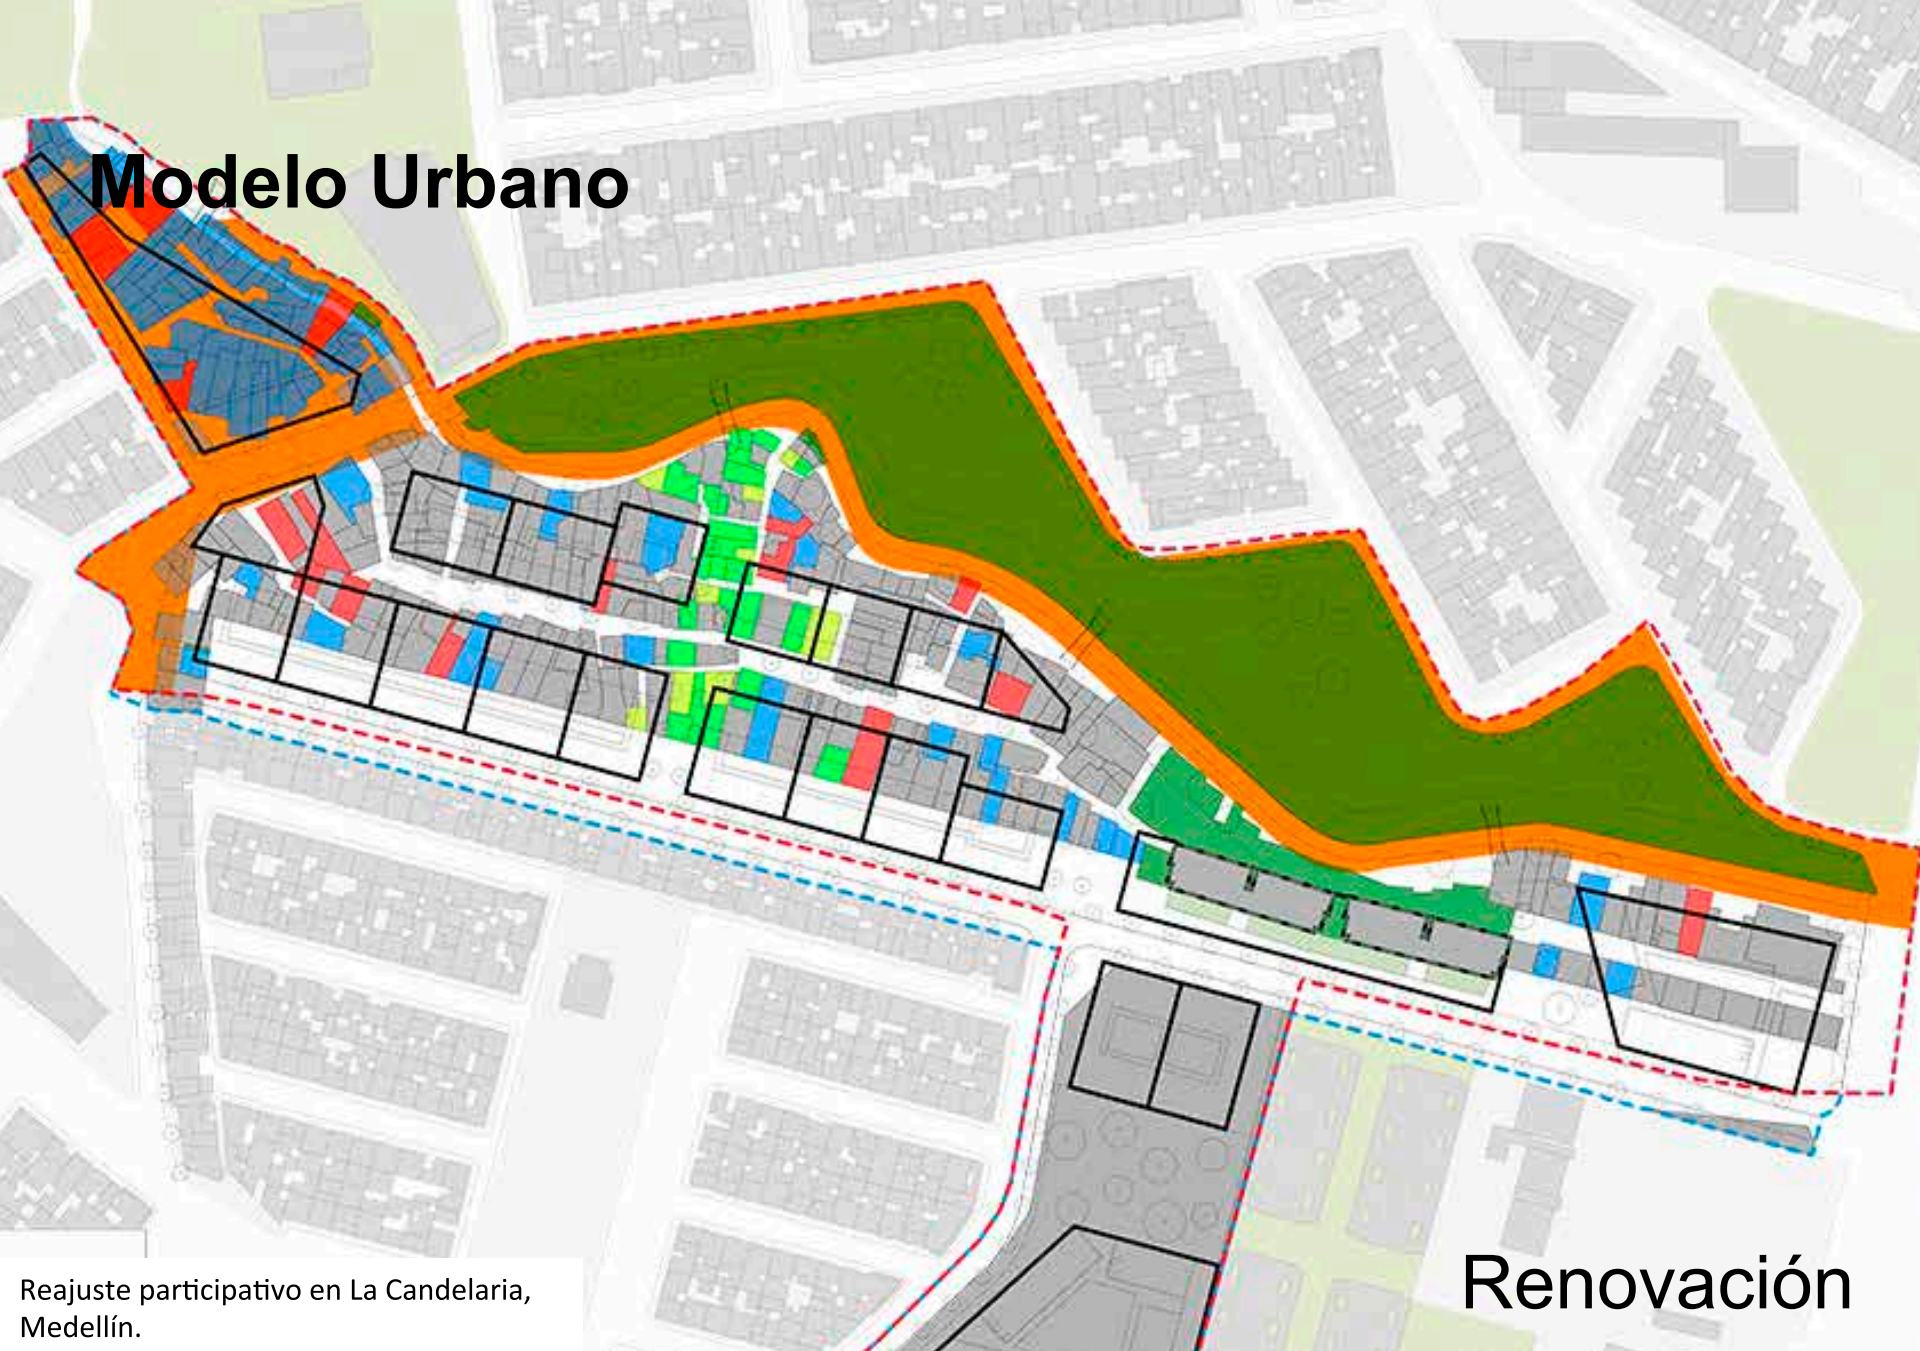 Modelo Urbano
Reajuste participativo en La Candelaria,
Medellín.
Renovación